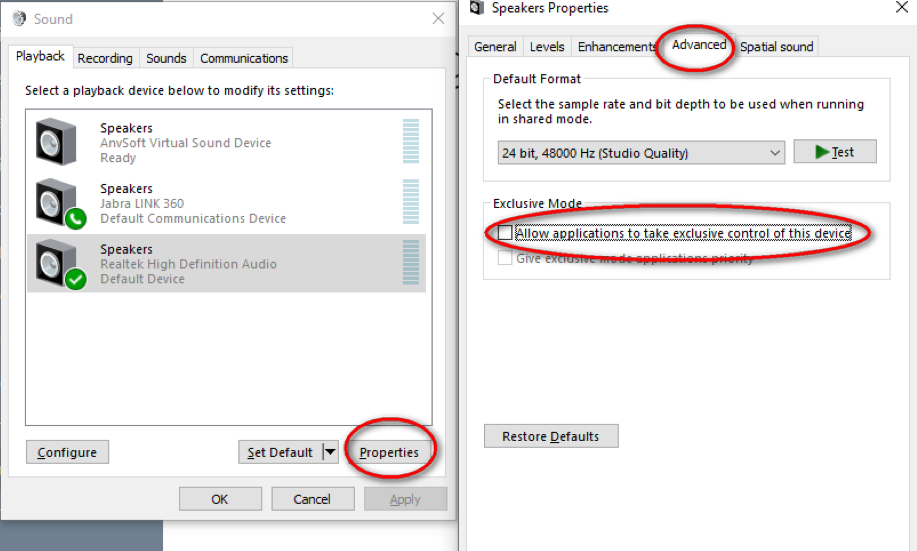 Sound
Playback
Recording
Sounds
Communications
Select a playback device below to modify its settings:
Speakers
AnvSoft Virtual Sound Device
Ready
Speakers
Jabra LINK 360
Default Communications Device
Speakers
Realtek High Definition Audio
Default Device
Configure
Set Default
Properties
OK
Cancel
Apply
Speakers Properties
General
Levels
Enhancements
Advanced
Spatial sound
Default Format
Select the sample rate and bit depth to be used when running
in shared mode.
24 bit, 48000 Hz (Studio Quality)
Test
Exclusive Mode
Allow applications to take exclusive control of this device
Give exclusive mode applications priority
Restore Defaults